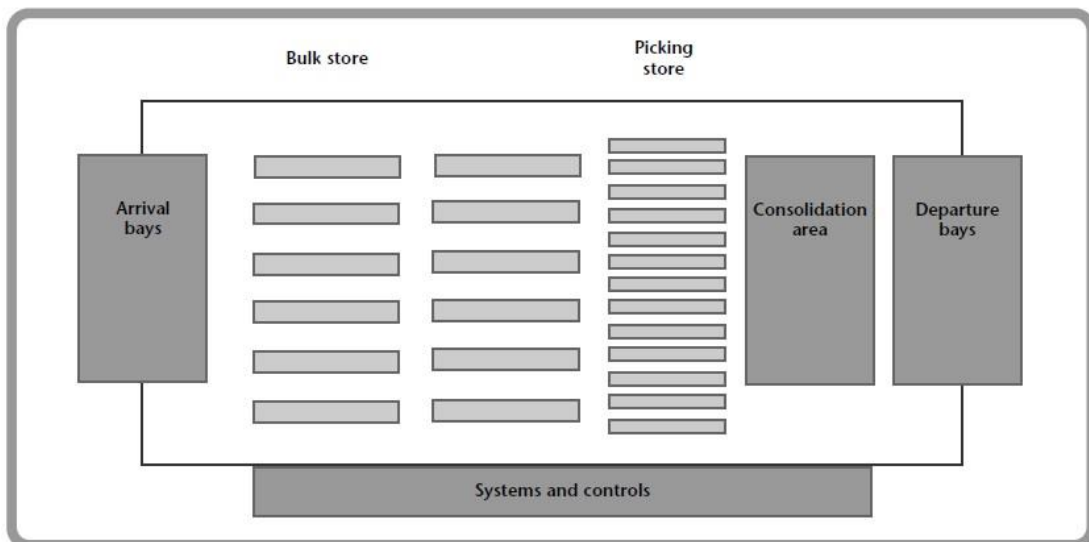 Bulk store
Picking
store
Arrival
bays
Consolidation
area
Departure
bays
Systems and controls